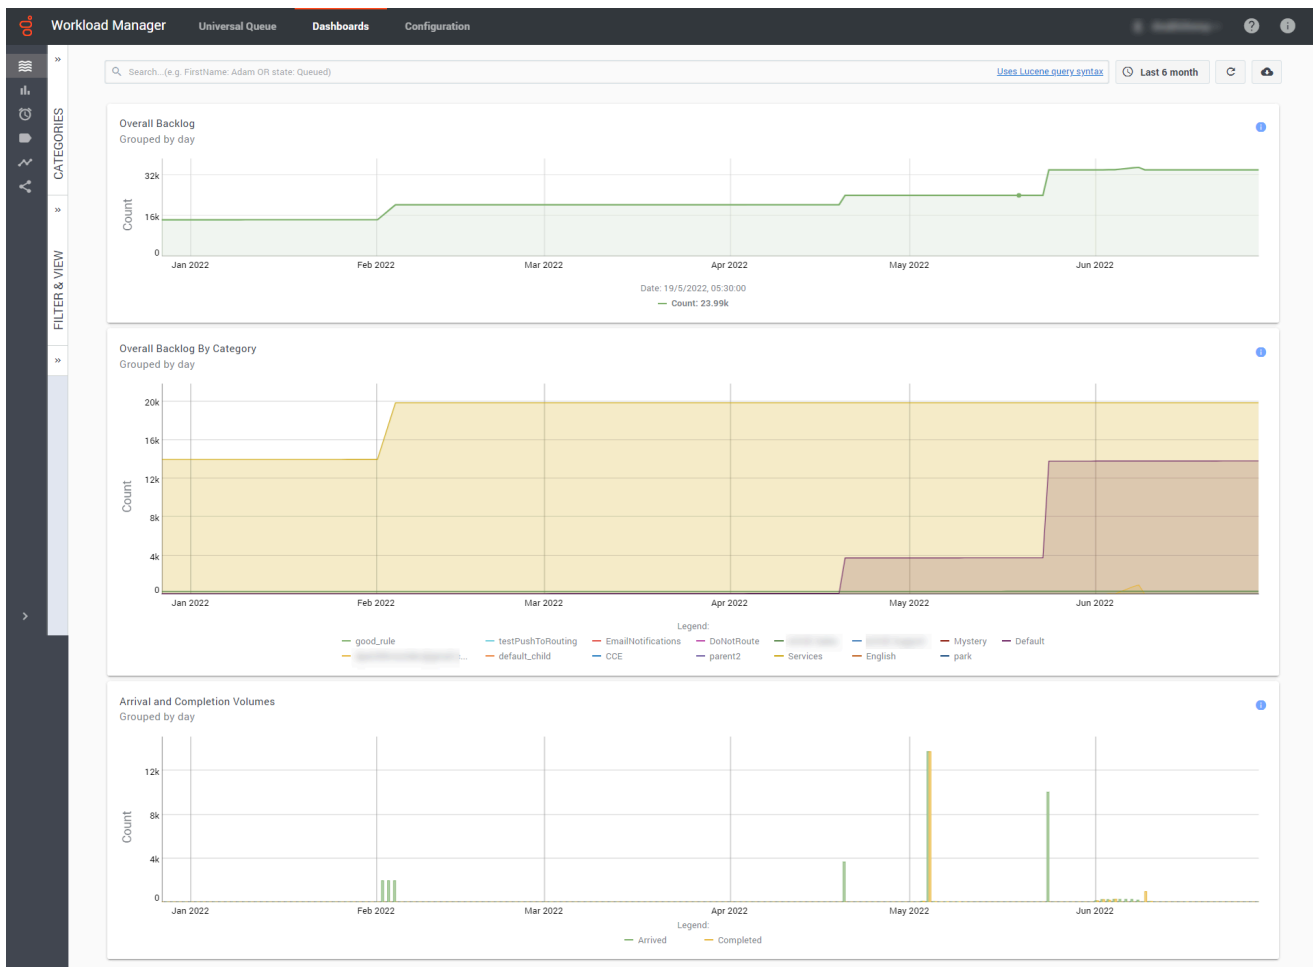 Workload Manager Universal Queue Dashboards Configuration
Search...(e.g. FirstName: Adam OR state: Queued) Uses Lucene query syntax Last 6 month
CATEGORIES
FILTER & VIEW
Overall Backlog
Grouped by day
Count
32k
16k
0
Jan 2022 Feb 2022 Mar 2022 Apr 2022 May 2022 Jun 2022
Date: 19/5/2022, 05:30:00
Count: 23.99k
Overall Backlog By Category
Grouped by day
Count
20k
16k
12k
8k
4k
0
Jan 2022 Feb 2022 Mar 2022 Apr 2022 May 2022 Jun 2022
Legend:
good_rule testPushToRouting EmailNotifications DoNotRoute Mystery Default
default_child CCE parent2 Services English park
Arrival and Completion Volumes
Grouped by day
Count
12k
8k
4k
0
Jan 2022 Feb 2022 Mar 2022 Apr 2022 May 2022 Jun 2022
Legend:
Arrived Completed